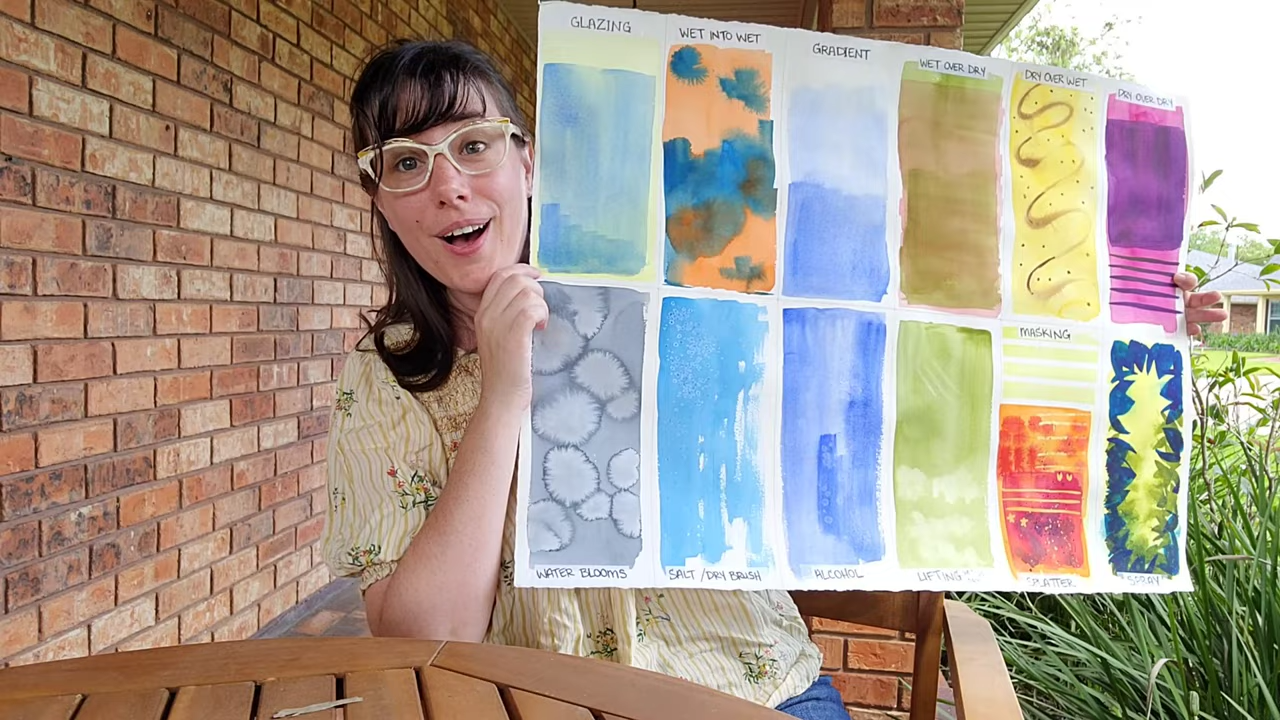 GLAZING
WET INTO WET
GRADIENT
WET OVER DRY
DRY OVER WET
DRY OVER DRY
MASKING
WATER BLOOMS
SALT / DRY BRUSH
ALCOHOL
LIFTING
SPLATTER
SPRAY